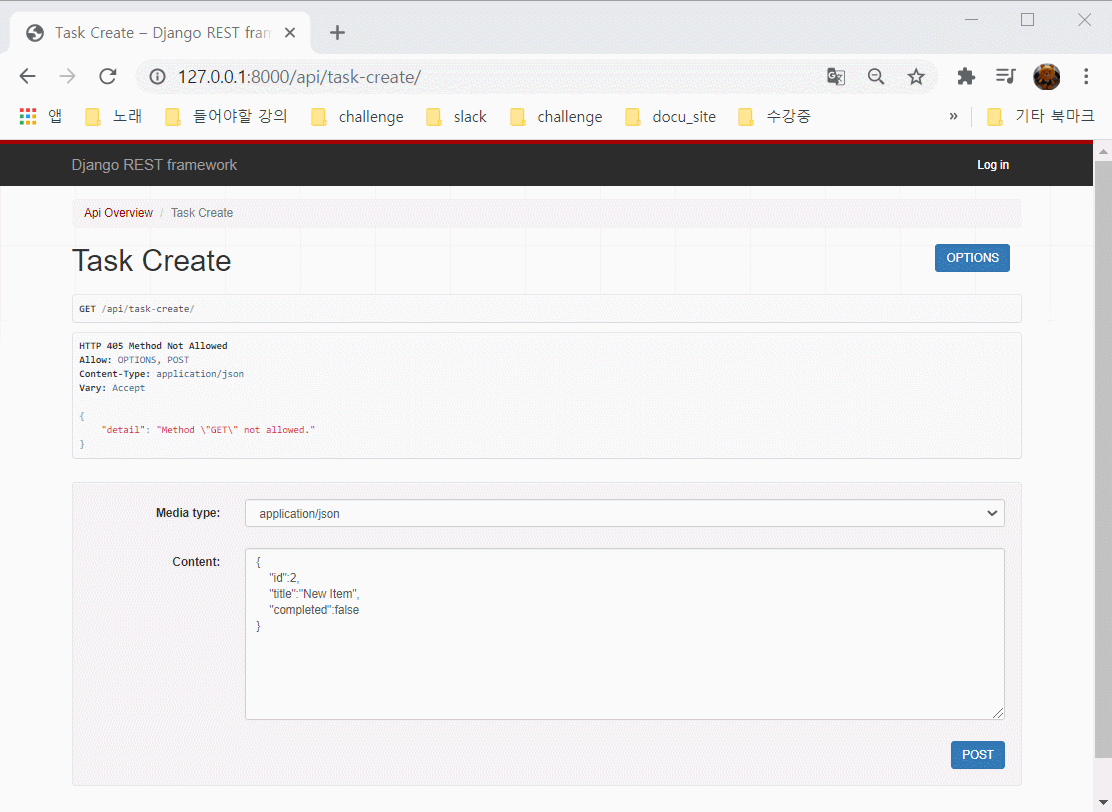 Task Create – Django REST fran
127.0.0.1:8000/api/task-create/
앱 노래 들어야할 강의 challenge slack challenge docu_site 수강중 » 기타 북마크
Django REST framework Log in
Api Overview / Task Create
Task Create OPTIONS
GET /api/task-create/
HTTP 405 Method Not Allowed
Allow: OPTIONS, POST
Content-Type: application/json
Vary: Accept
{
"detail": "Method \"GET\" not allowed."
}
Media type: application/json
Content: {
"id":2,
"title":"New Item",
"completed":false
}
POST